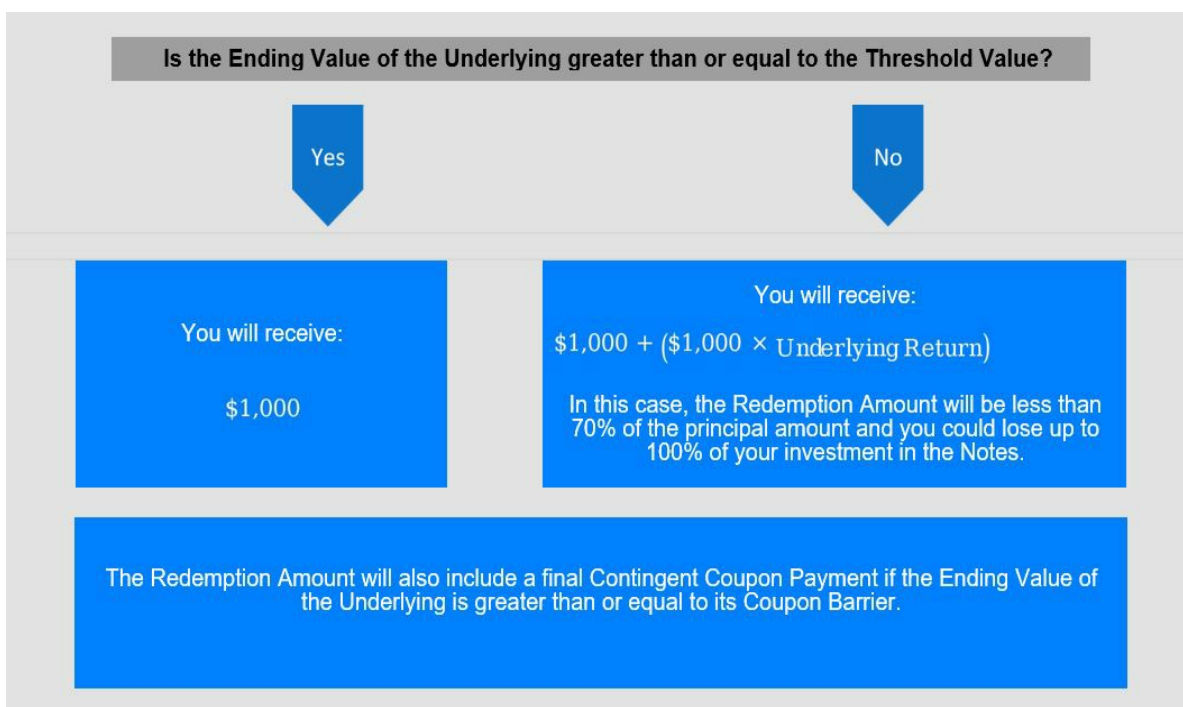 Is the Ending Value of the Underlying greater than or equal to the Threshold Value?
Yes
No
You will receive:
$1,000
You will receive:
$1,000 + ($1,000 × Underlying Return)
In this case, the Redemption Amount will be less than
70% of the principal amount and you could lose up to
100% of your investment in the Notes.
The Redemption Amount will also include a final Contingent Coupon Payment if the Ending Value of
the Underlying is greater than or equal to its Coupon Barrier.